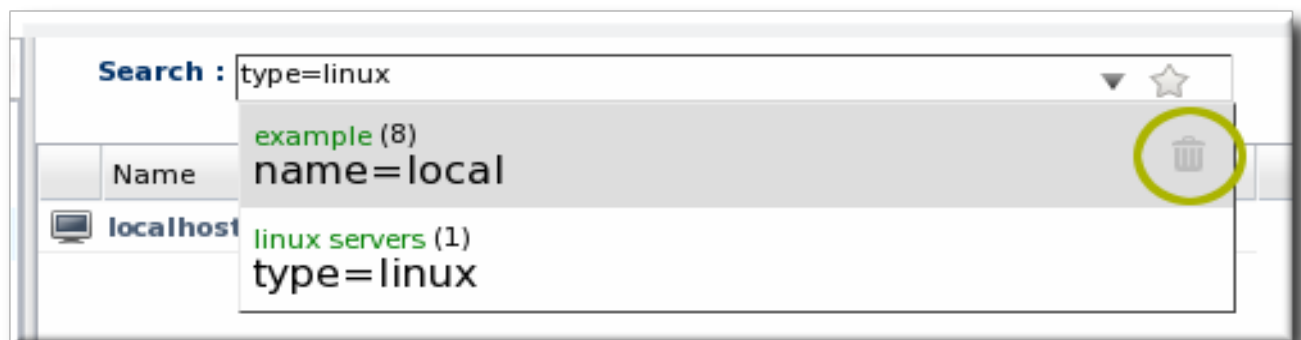 Search : type=linux
example (8)
name=local
Name
localhost
linux servers (1)
type=linux